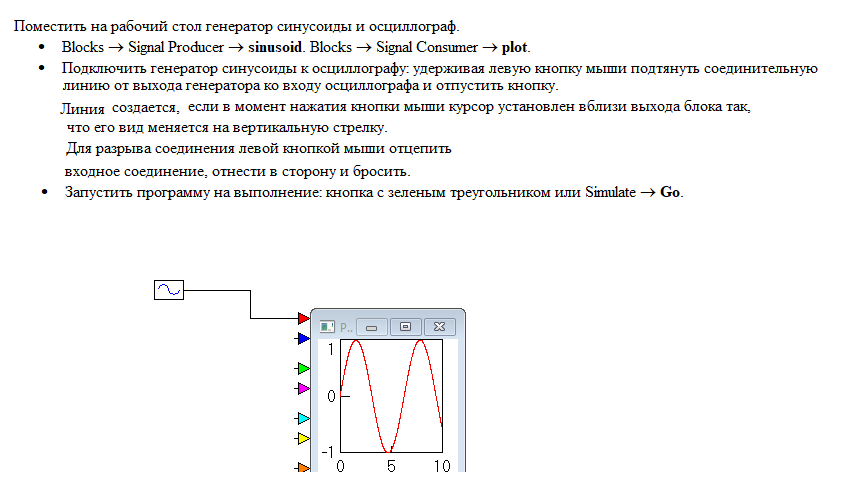 Поместить на рабочий стол генератор синусоиды и осциллограф.
• Blocks → Signal Producer → sinusoid. Blocks → Signal Consumer → plot.
• Подключить генератор синусоиды к осциллографу: удерживая левую кнопку мыши подтянуть соединительную
линию от выхода генератора ко входу осциллографа и отпустить кнопку.
Линия создается, если в момент нажатия кнопки мыши курсор установлен вблизи выхода блока так,
что его вид меняется на вертикальную стрелку.
Для разрыва соединения левой кнопкой мыши отцепить
входное соединение, отнести в сторону и бросить.
• Запустить программу на выполнение: кнопка с зеленым треугольником или Simulate → Go.
P..
1
0
-1
0 5 10